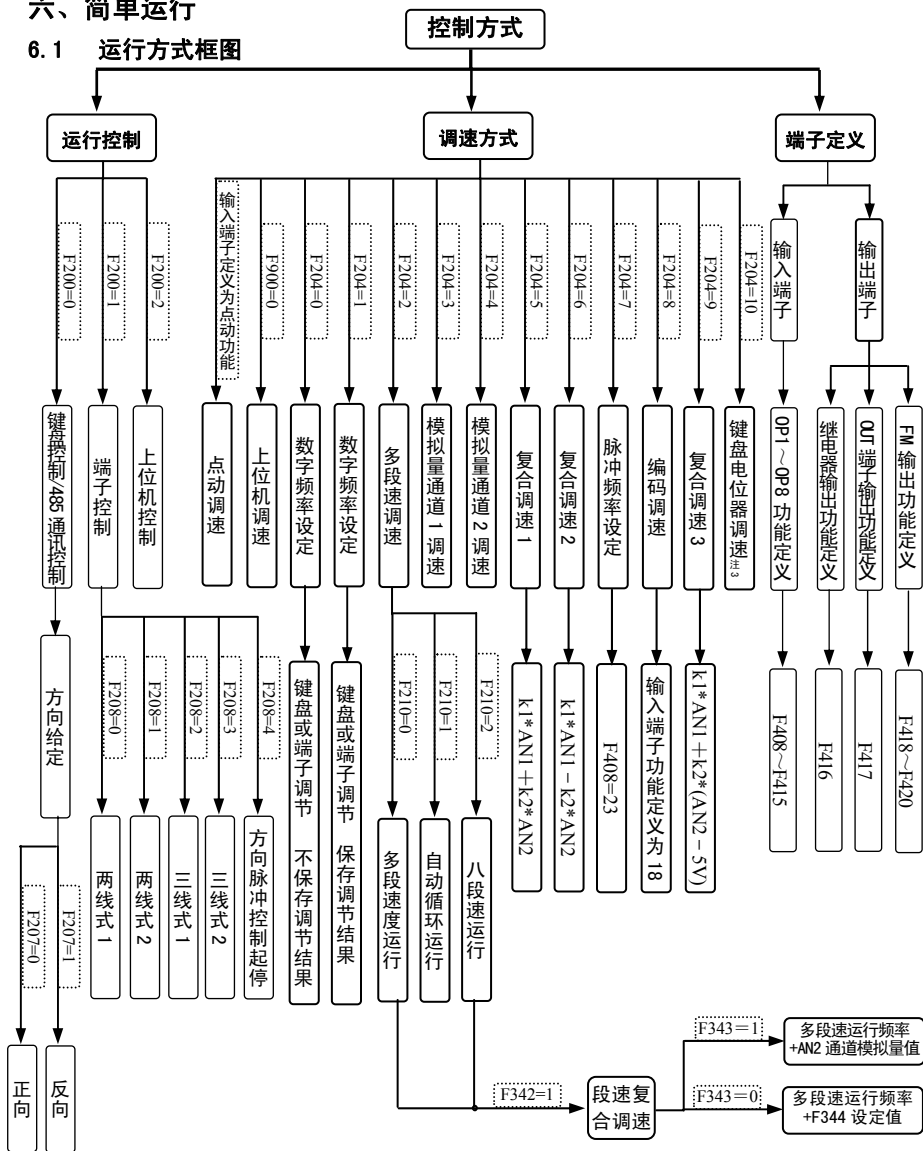 六、简单运行
6.1 运行方式框图
控制方式
运行控制
调速方式
端子定义
F200=0
F200=1
F200=2
输入端子定义为点动功能
F900=0
F204=0
F204=1
F204=2
F204=3
F204=4
F204=5
F204=6
F204=7
F204=8
F204=9
F204=10
输入端子
输出端子
键盘控制/485 通讯控制
端子控制
上位机控制
点动调速
上位机调速
数字频率设定
数字频率设定
多段速调速
模拟量通道 1 调速
模拟量通道 2 调速
复合调速 1
复合调速 2
脉冲频率设定
编码调速
复合调速 3
键盘电位器调速注 3
OP1～OP8 功能定义
继电器输出功能定义
OUT 端子输出功能定义
FM 输出功能定义
方向给定
F208=0
F208=1
F208=2
F208=3
F208=4
键盘或端子调节 不保存调节结果
键盘或端子调节 保存调节结果
F210=0
F210=1
F210=2
k1*AN1＋k2*AN2
k1*AN1－k2*AN2
F408=23
输入端子功能定义为 18
k1*AN1＋k2*(AN2－5V)
F408～F415
F416
F417
F418～F420
两线式 1
两线式 2
三线式 1
三线式 2
方向脉冲控制起停
多段速度运行
自动循环运行
八段速运行
F207=0
F207=1
正向
反向
F342=1
段速复
合调速
F343＝1
多段速运行频率
+AN2 通道模拟量值
F343＝0
多段速运行频率
+F344 设定值